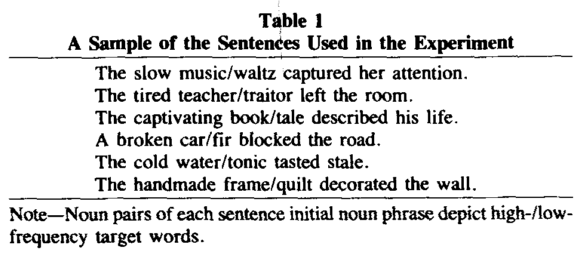 Table 1
A Sample of the Sentences Used in the Experiment
The slow music/waltz captured her attention.
The tired teacher/traitor left the room.
The captivating book/tale described his life.
A broken car/fir blocked the road.
The cold water/tonic tasted stale.
The handmade frame/quilt decorated the wall.
Note—Noun pairs of each sentence initial noun phrase depict high-/low-
frequency target words.